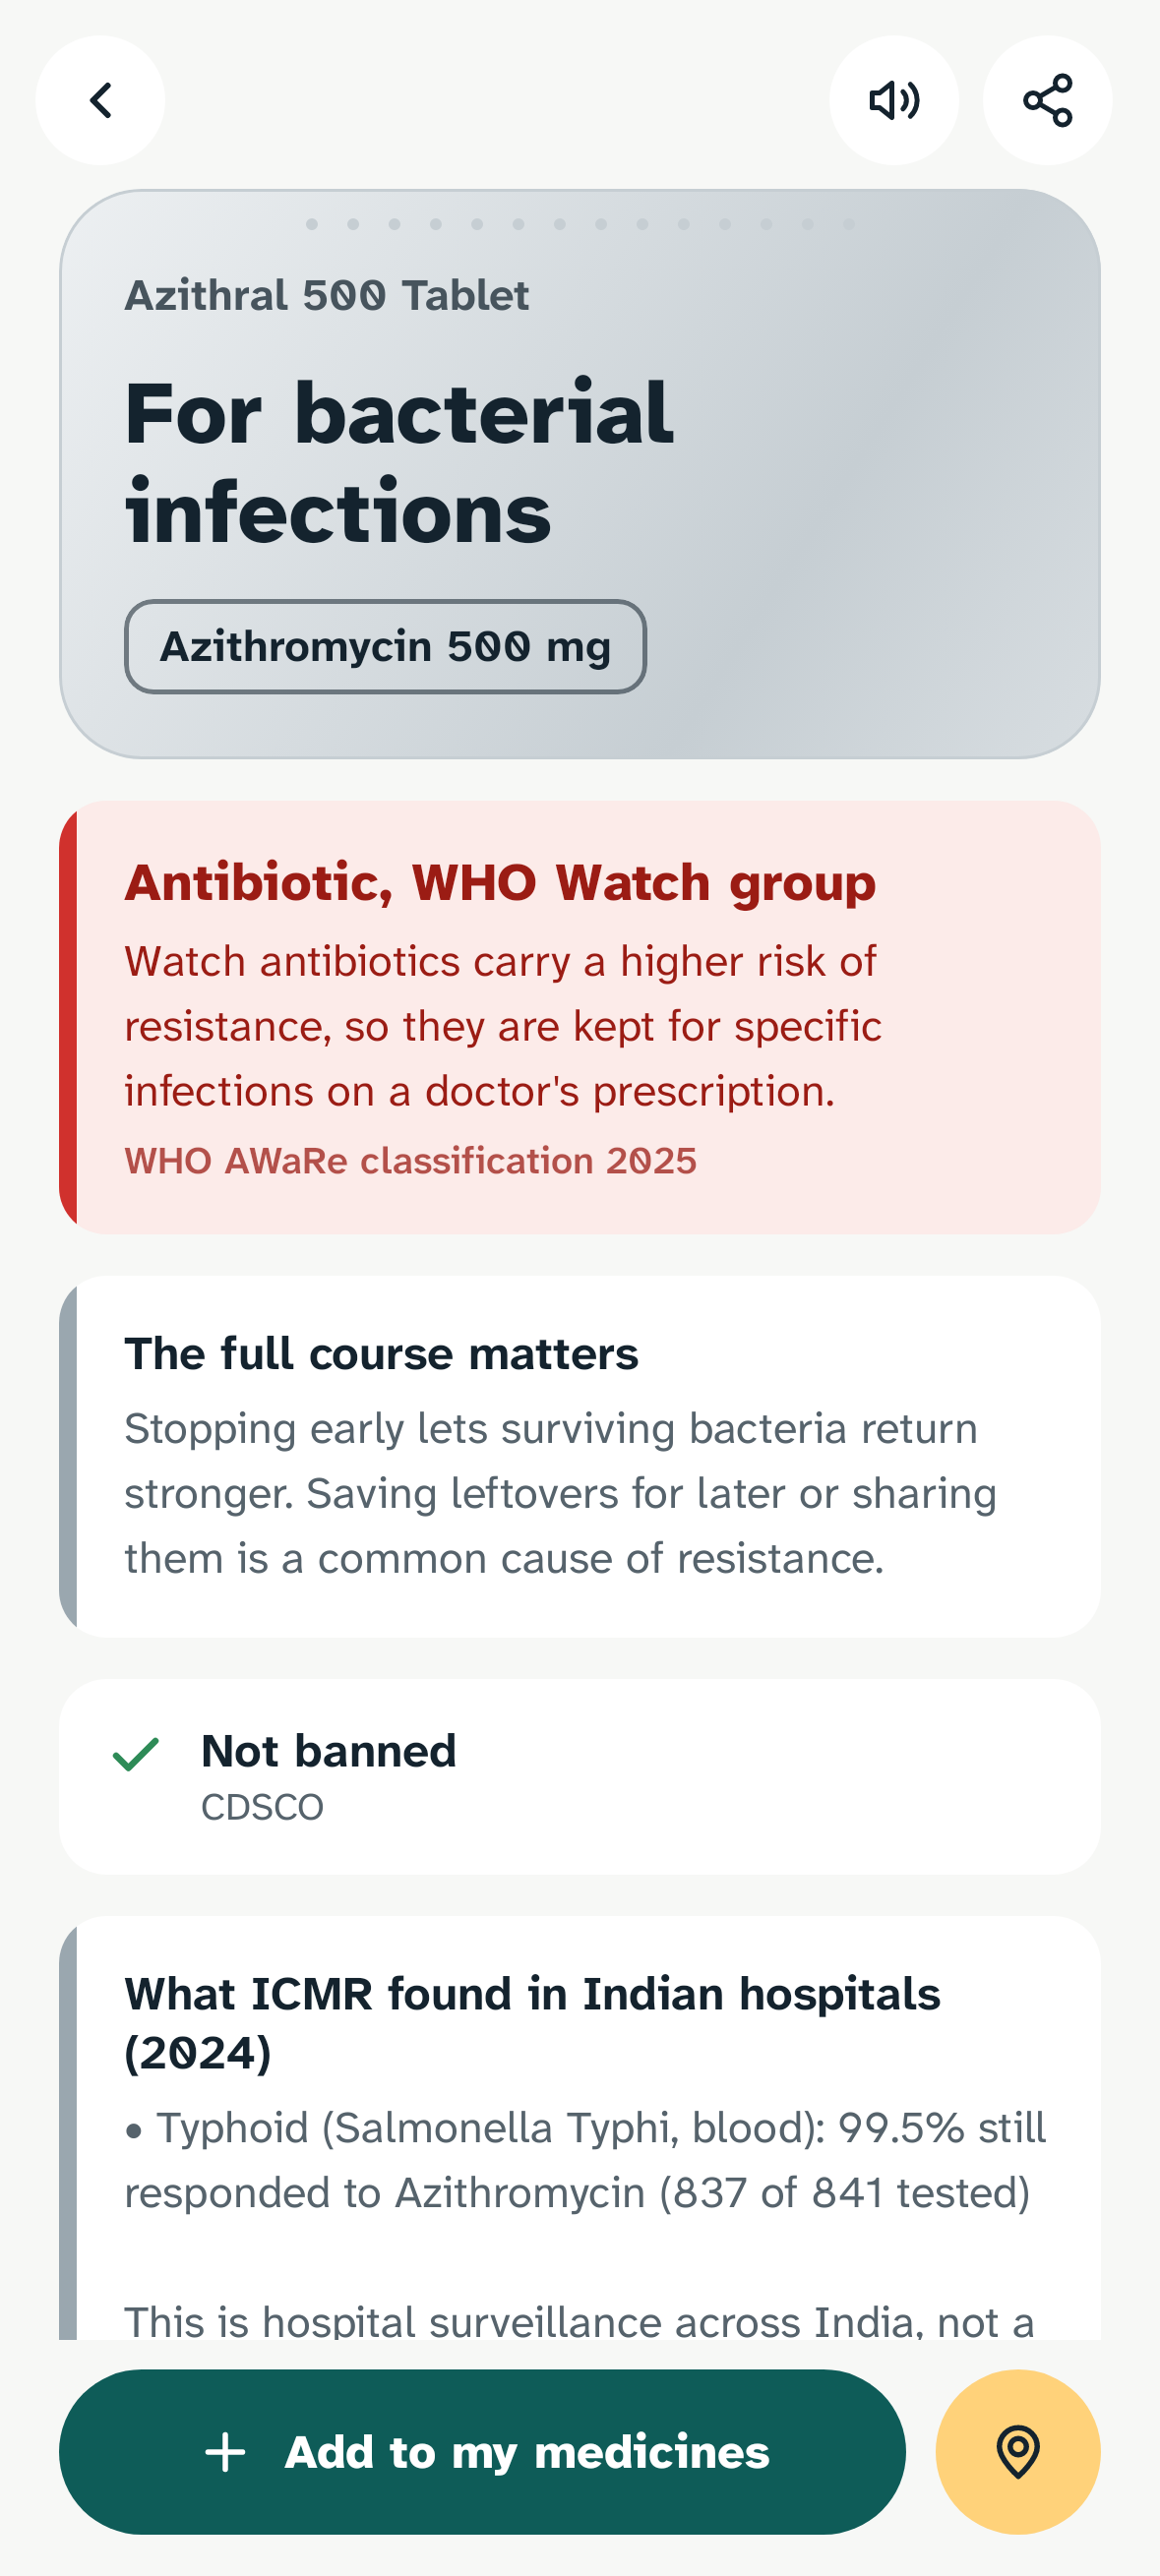 Azithral 500 Tablet
For bacterial
infections
Azithromycin 500 mg
Antibiotic, WHO Watch group
Watch antibiotics carry a higher risk of
resistance, so they are kept for specific
infections on a doctor's prescription.
WHO AWaRe classification 2025
The full course matters
Stopping early lets surviving bacteria return
stronger. Saving leftovers for later or sharing
them is a common cause of resistance.
Not banned
CDSCO
What ICMR found in Indian hospitals
(2024)
• Typhoid (Salmonella Typhi, blood): 99.5% still
responded to Azithromycin (837 of 841 tested)
This is hospital surveillance across India, not a
Add to my medicines